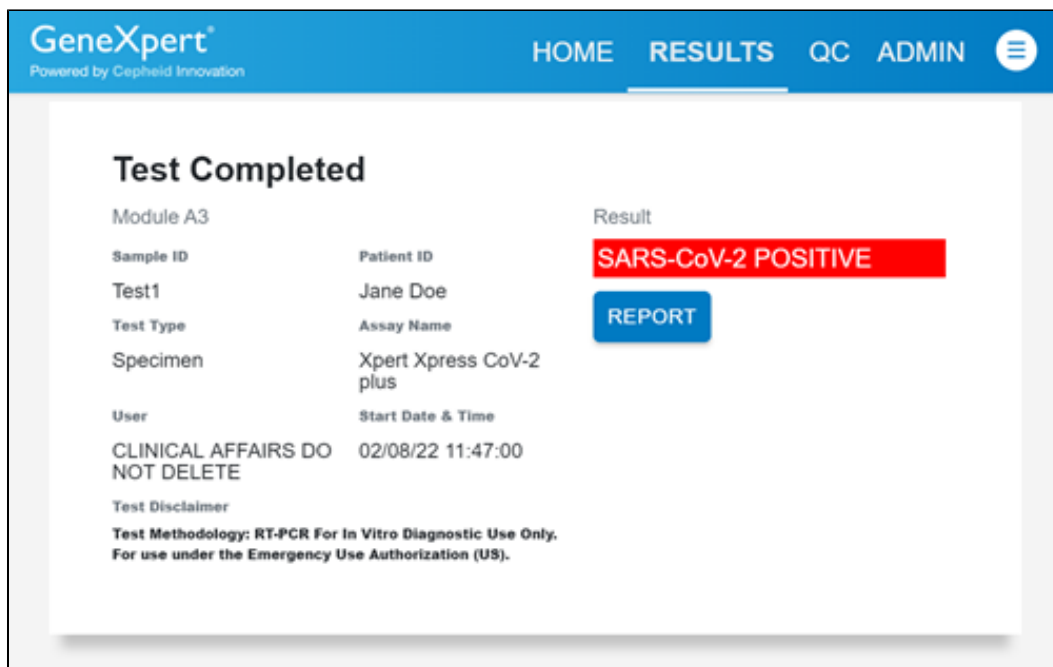 GeneXpert®
Powered by Cepheid Innovation
HOME RESULTS QC ADMIN
Test Completed
Module A3
Sample ID Patient ID
Test1 Jane Doe
Test Type Assay Name
Specimen Xpert Xpress CoV-2
plus
User Start Date & Time
CLINICAL AFFAIRS DO 02/08/22 11:47:00
NOT DELETE
Test Disclaimer
Test Methodology: RT-PCR For In Vitro Diagnostic Use Only.
For use under the Emergency Use Authorization (US).
Result
SARS-CoV-2 POSITIVE
REPORT